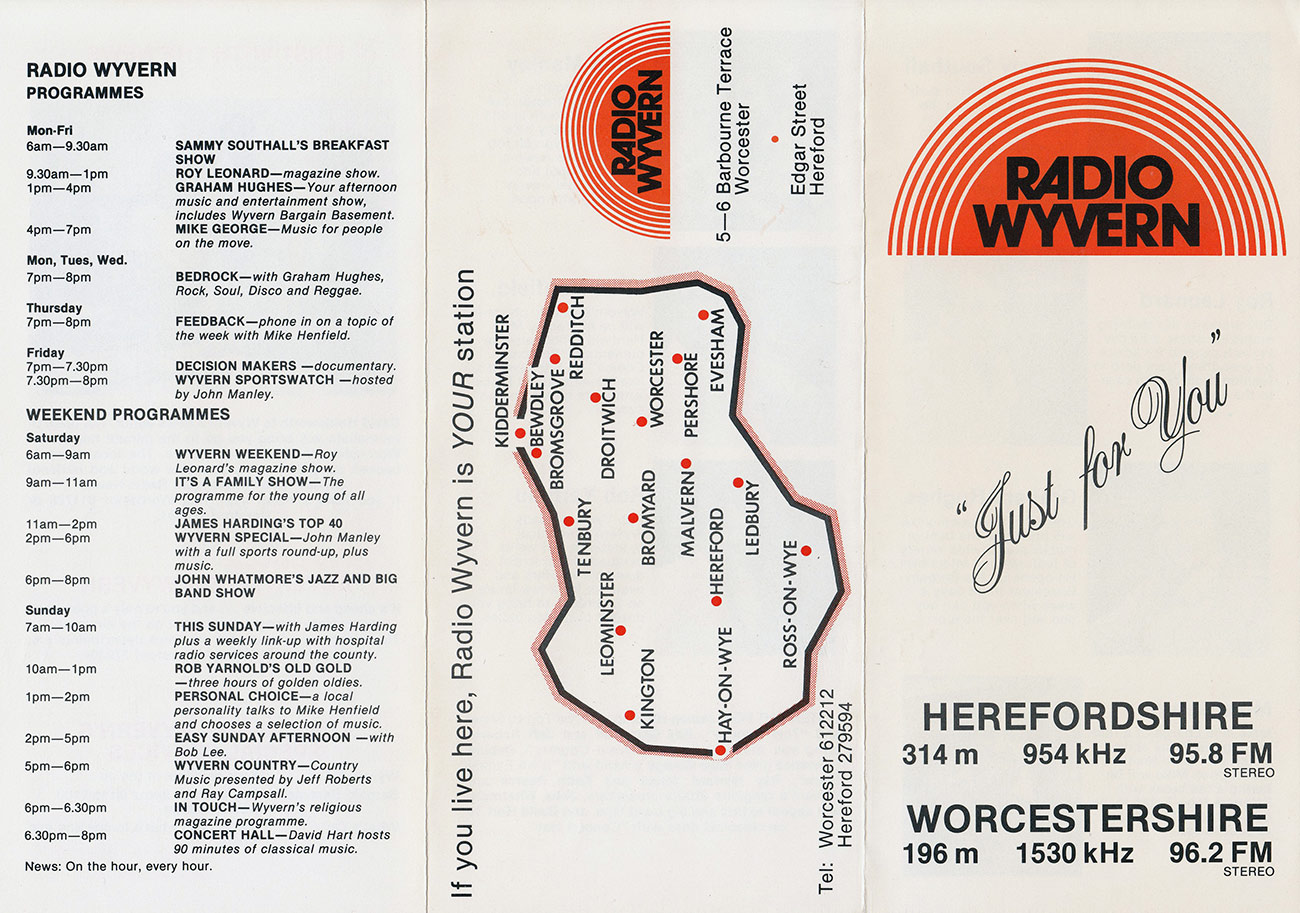 RADIO WYVERN
PROGRAMMES
Mon-Fri
6am—9.30am SAMMY SOUTHALL'S BREAKFAST
SHOW
9.30am—1pm ROY LEONARD—magazine show.
1pm—4pm GRAHAM HUGHES—Your afternoon
music and entertainment show,
includes Wyvern Bargain Basement.
4pm—7pm MIKE GEORGE—Music for people
on the move.
Mon, Tues, Wed.
7pm—8pm BEDROCK—with Graham Hughes,
Rock, Soul, Disco and Reggae.
Thursday
7pm—8pm FEEDBACK—phone in on a topic of
the week with Mike Henfield.
Friday
7pm—7.30pm DECISION MAKERS —documentary.
7.30pm—8pm WYVERN SPORTSWATCH —hosted
by John Manley.
WEEKEND PROGRAMMES
Saturday
6am—9am WYVERN WEEKEND—Roy
Leonard's magazine show.
9am—11am IT'S A FAMILY SHOW—The
programme for the young of all
ages.
11am—2pm JAMES HARDING'S TOP 40
2pm—6pm WYVERN SPECIAL—John Manley
with a full sports round-up, plus
music.
6pm—8pm JOHN WHATMORE'S JAZZ AND BIG
BAND SHOW
Sunday
7am—10am THIS SUNDAY—with James Harding
plus a weekly link-up with hospital
radio services around the county.
10am—1pm ROB YARNOLD'S OLD GOLD
—three hours of golden oldies.
1pm—2pm PERSONAL CHOICE—a local
personality talks to Mike Henfield
and chooses a selection of music.
2pm—5pm EASY SUNDAY AFTERNOON —with
Bob Lee.
5pm—6pm WYVERN COUNTRY—Country
Music presented by Jeff Roberts
and Ray Campsall.
6pm—6.30pm IN TOUCH—Wyvern's religious
magazine programme.
6.30pm—8pm CONCERT HALL—David Hart hosts
90 minutes of classical music.
News: On the hour, every hour.
If you live here, Radio Wyvern is YOUR station
KIDDERMINSTER
BEWDLEY
BROMSGROVE
REDDITCH
TENBURY
DROITWICH
LEOMINSTER
KINGTON
BROMYARD
WORCESTER
MALVERN
PERSHORE
HEREFORD
EVESHAM
HAY-ON-WYE
LEDBURY
ROSS-ON-WYE
RADIO
WYVERN
5—6 Barbourne Terrace
Worcester
•
Edgar Street
Hereford
Tel: Worcester 612212
Hereford 279594
RADIO
WYVERN
“Just for You”
HEREFORDSHIRE
314 m 954 kHz 95.8 FM
STEREO
WORCESTERSHIRE
196 m 1530 kHz 96.2 FM
STEREO